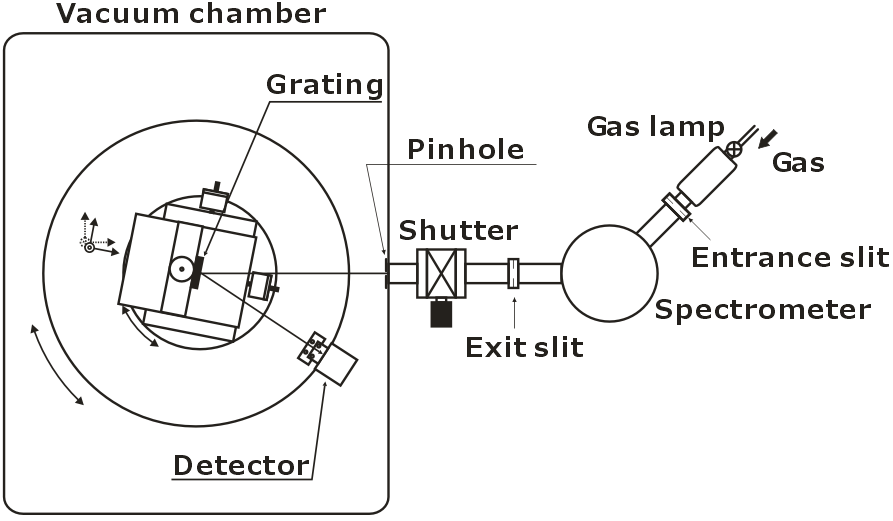 Vacuum chamber
Grating
Gas lamp
Gas
Pinhole
Shutter
Entrance slit
Spectrometer
Exit slit
Detector